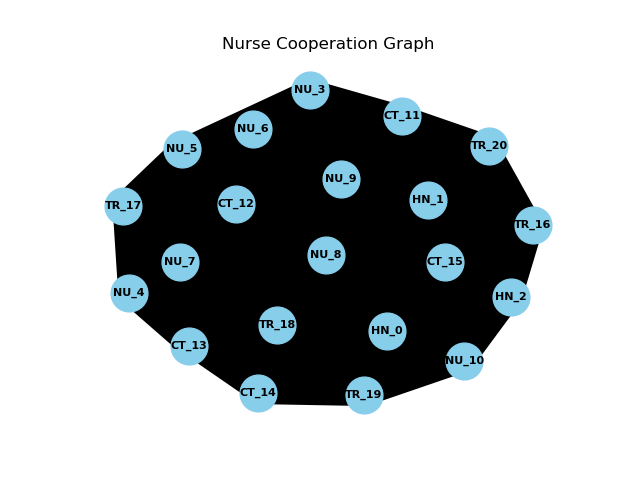 Nurse Cooperation Graph
NU_3
CT_11
NU_6
TR_20
NU_5
NU_9
HN_1
CT_12
TR_17
TR_16
NU_8
NU_7
CT_15
NU_4
HN_2
TR_18
HN_0
CT_13
NU_10
CT_14
TR_19